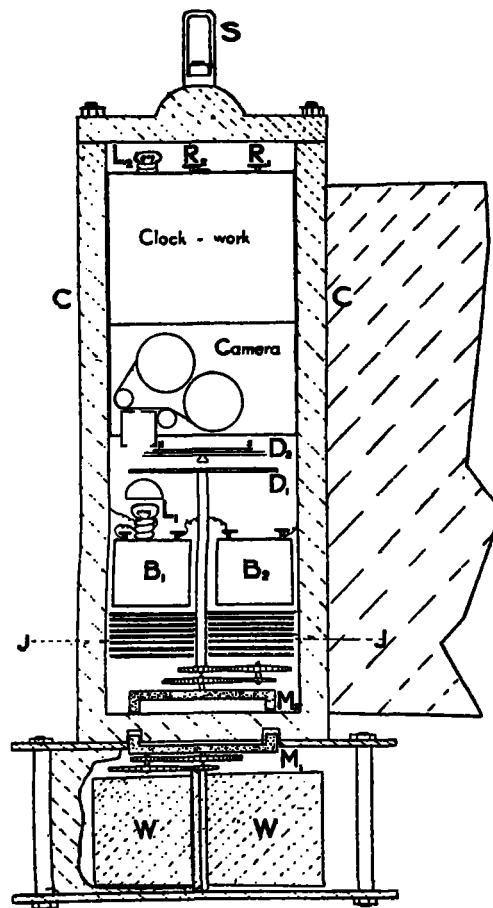 S
L₂ R₂ R₁
Clock - work
C C
Camera
D₂
D₁
L₁
B₁ B₂
J J
M₂
M₁
W W